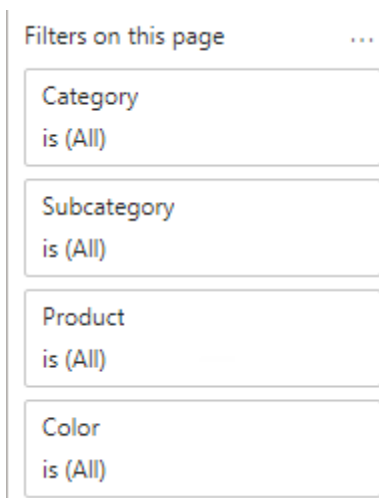 Filters on this page
...
Category
is (All)
Subcategory
is (All)
Product
is (All)
Color
is (All)